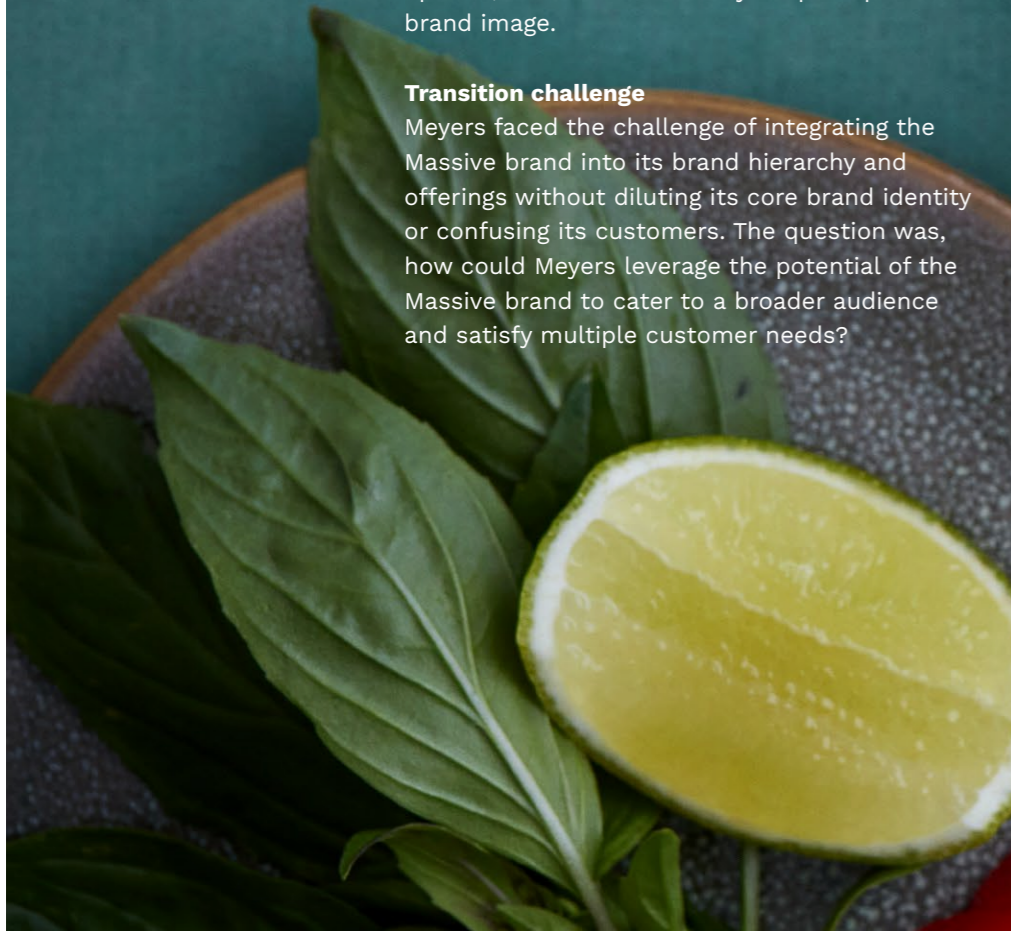 brand image.
Transition challenge
Meyers faced the challenge of integrating the
Massive brand into its brand hierarchy and
offerings without diluting its core brand identity
or confusing its customers. The question was,
how could Meyers leverage the potential of the
Massive brand to cater to a broader audience
and satisfy multiple customer needs?